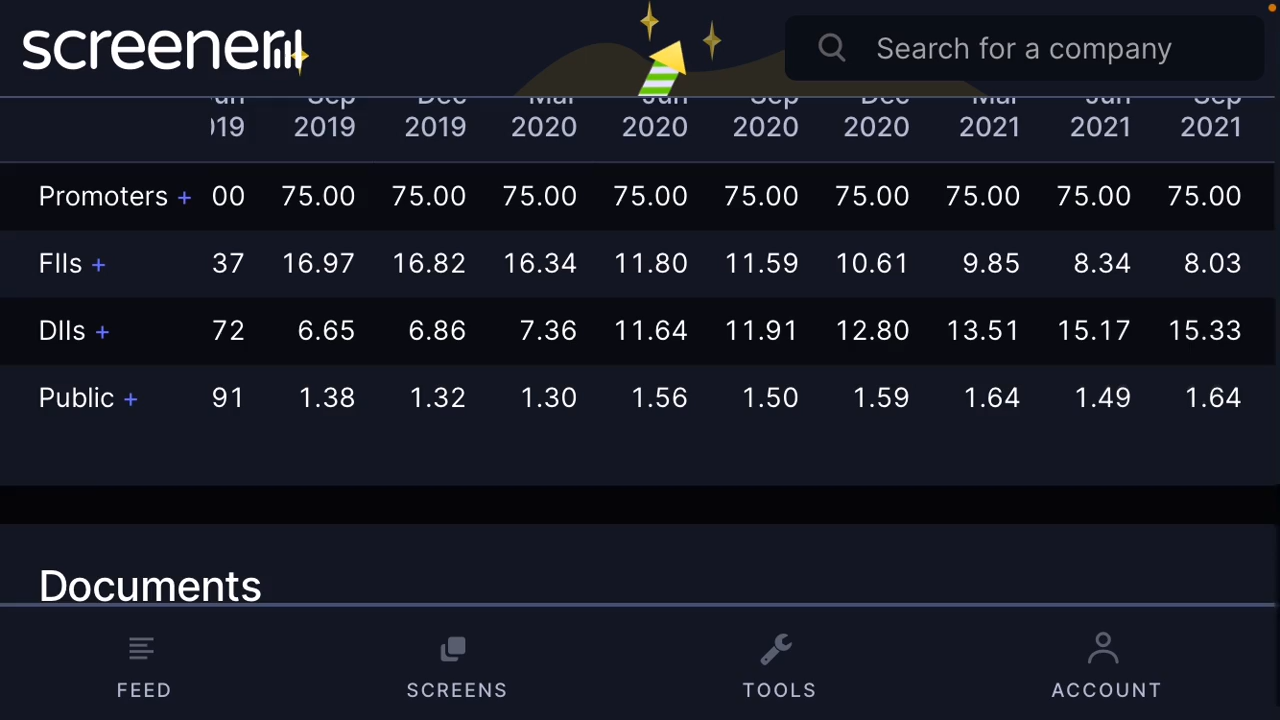 screener
Search for a company
Jun Sep Dec Mar Jun Sep Dec Mar Jun Sep
2019 2019 2020 2020 2020 2020 2021 2021 2021
Promoters + 00 75.00 75.00 75.00 75.00 75.00 75.00 75.00 75.00 75.00
FIIs + 37 16.97 16.82 16.34 11.80 11.59 10.61 9.85 8.34 8.03
DIIs + 72 6.65 6.86 7.36 11.64 11.91 12.80 13.51 15.17 15.33
Public + 91 1.38 1.32 1.30 1.56 1.50 1.59 1.64 1.49 1.64
Documents
FEED SCREENS TOOLS ACCOUNT